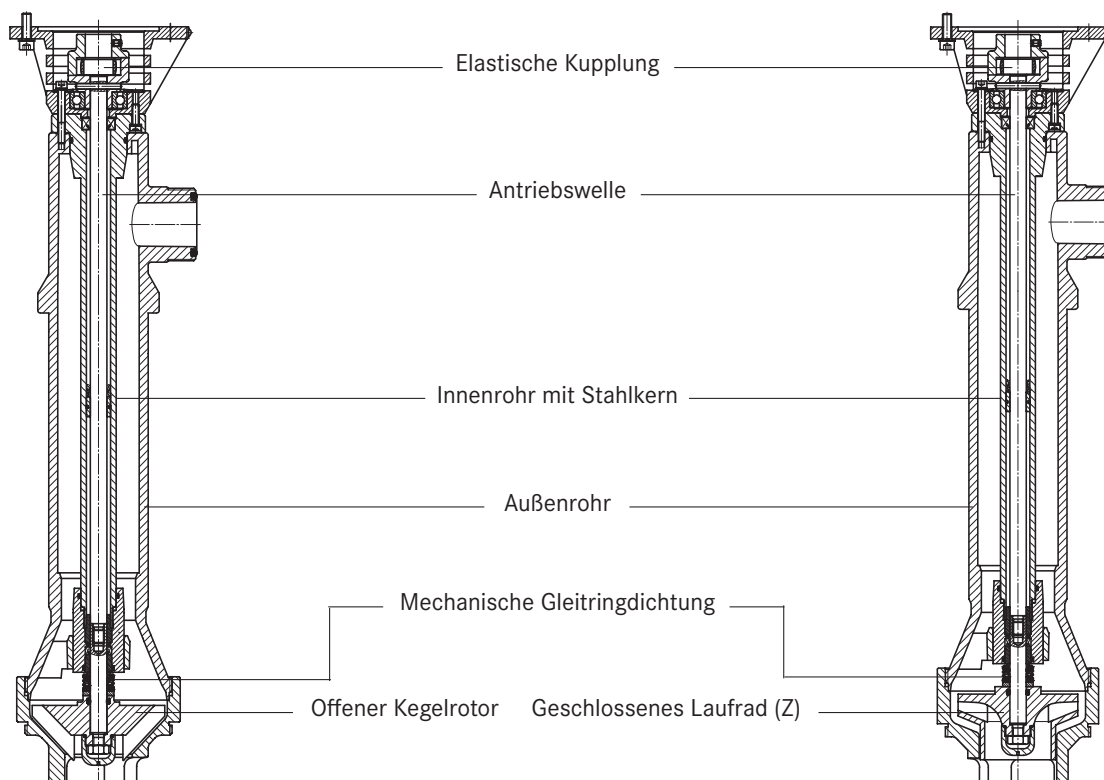 Elastische Kupplung
Antriebswelle
Innenrohr mit Stahlkern
Außenrohr
Mechanische Gleitringdichtung
Offener Kegelrotor Geschlossenes Laufrad (Z)